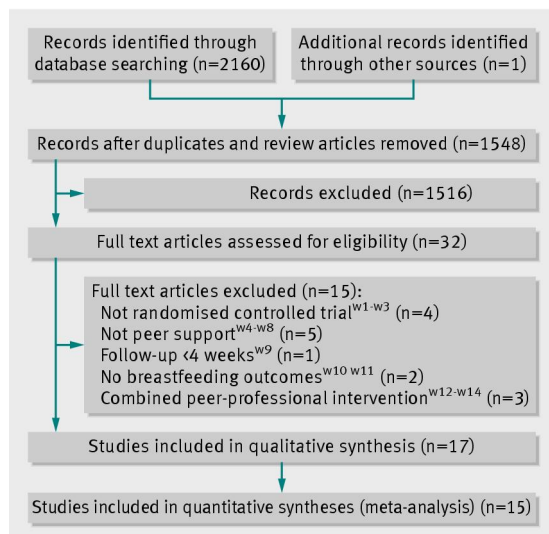 Records identified through
database searching (n=2160)
Additional records identified
through other sources (n=1)
Records after duplicates and review articles removed (n=1548)
Records excluded (n=1516)
Full text articles assessed for eligibility (n=32)
Full text articles excluded (n=15):
Not randomised controlled trial w1-w3 (n=4)
Not peer support w4-w8 (n=5)
Follow-up <4 weeks w9 (n=1)
No breastfeeding outcomes w10 w11 (n=2)
Combined peer-professional intervention w12-w14 (n=3)
Studies included in qualitative synthesis (n=17)
Studies included in quantitative syntheses (meta-analysis) (n=15)